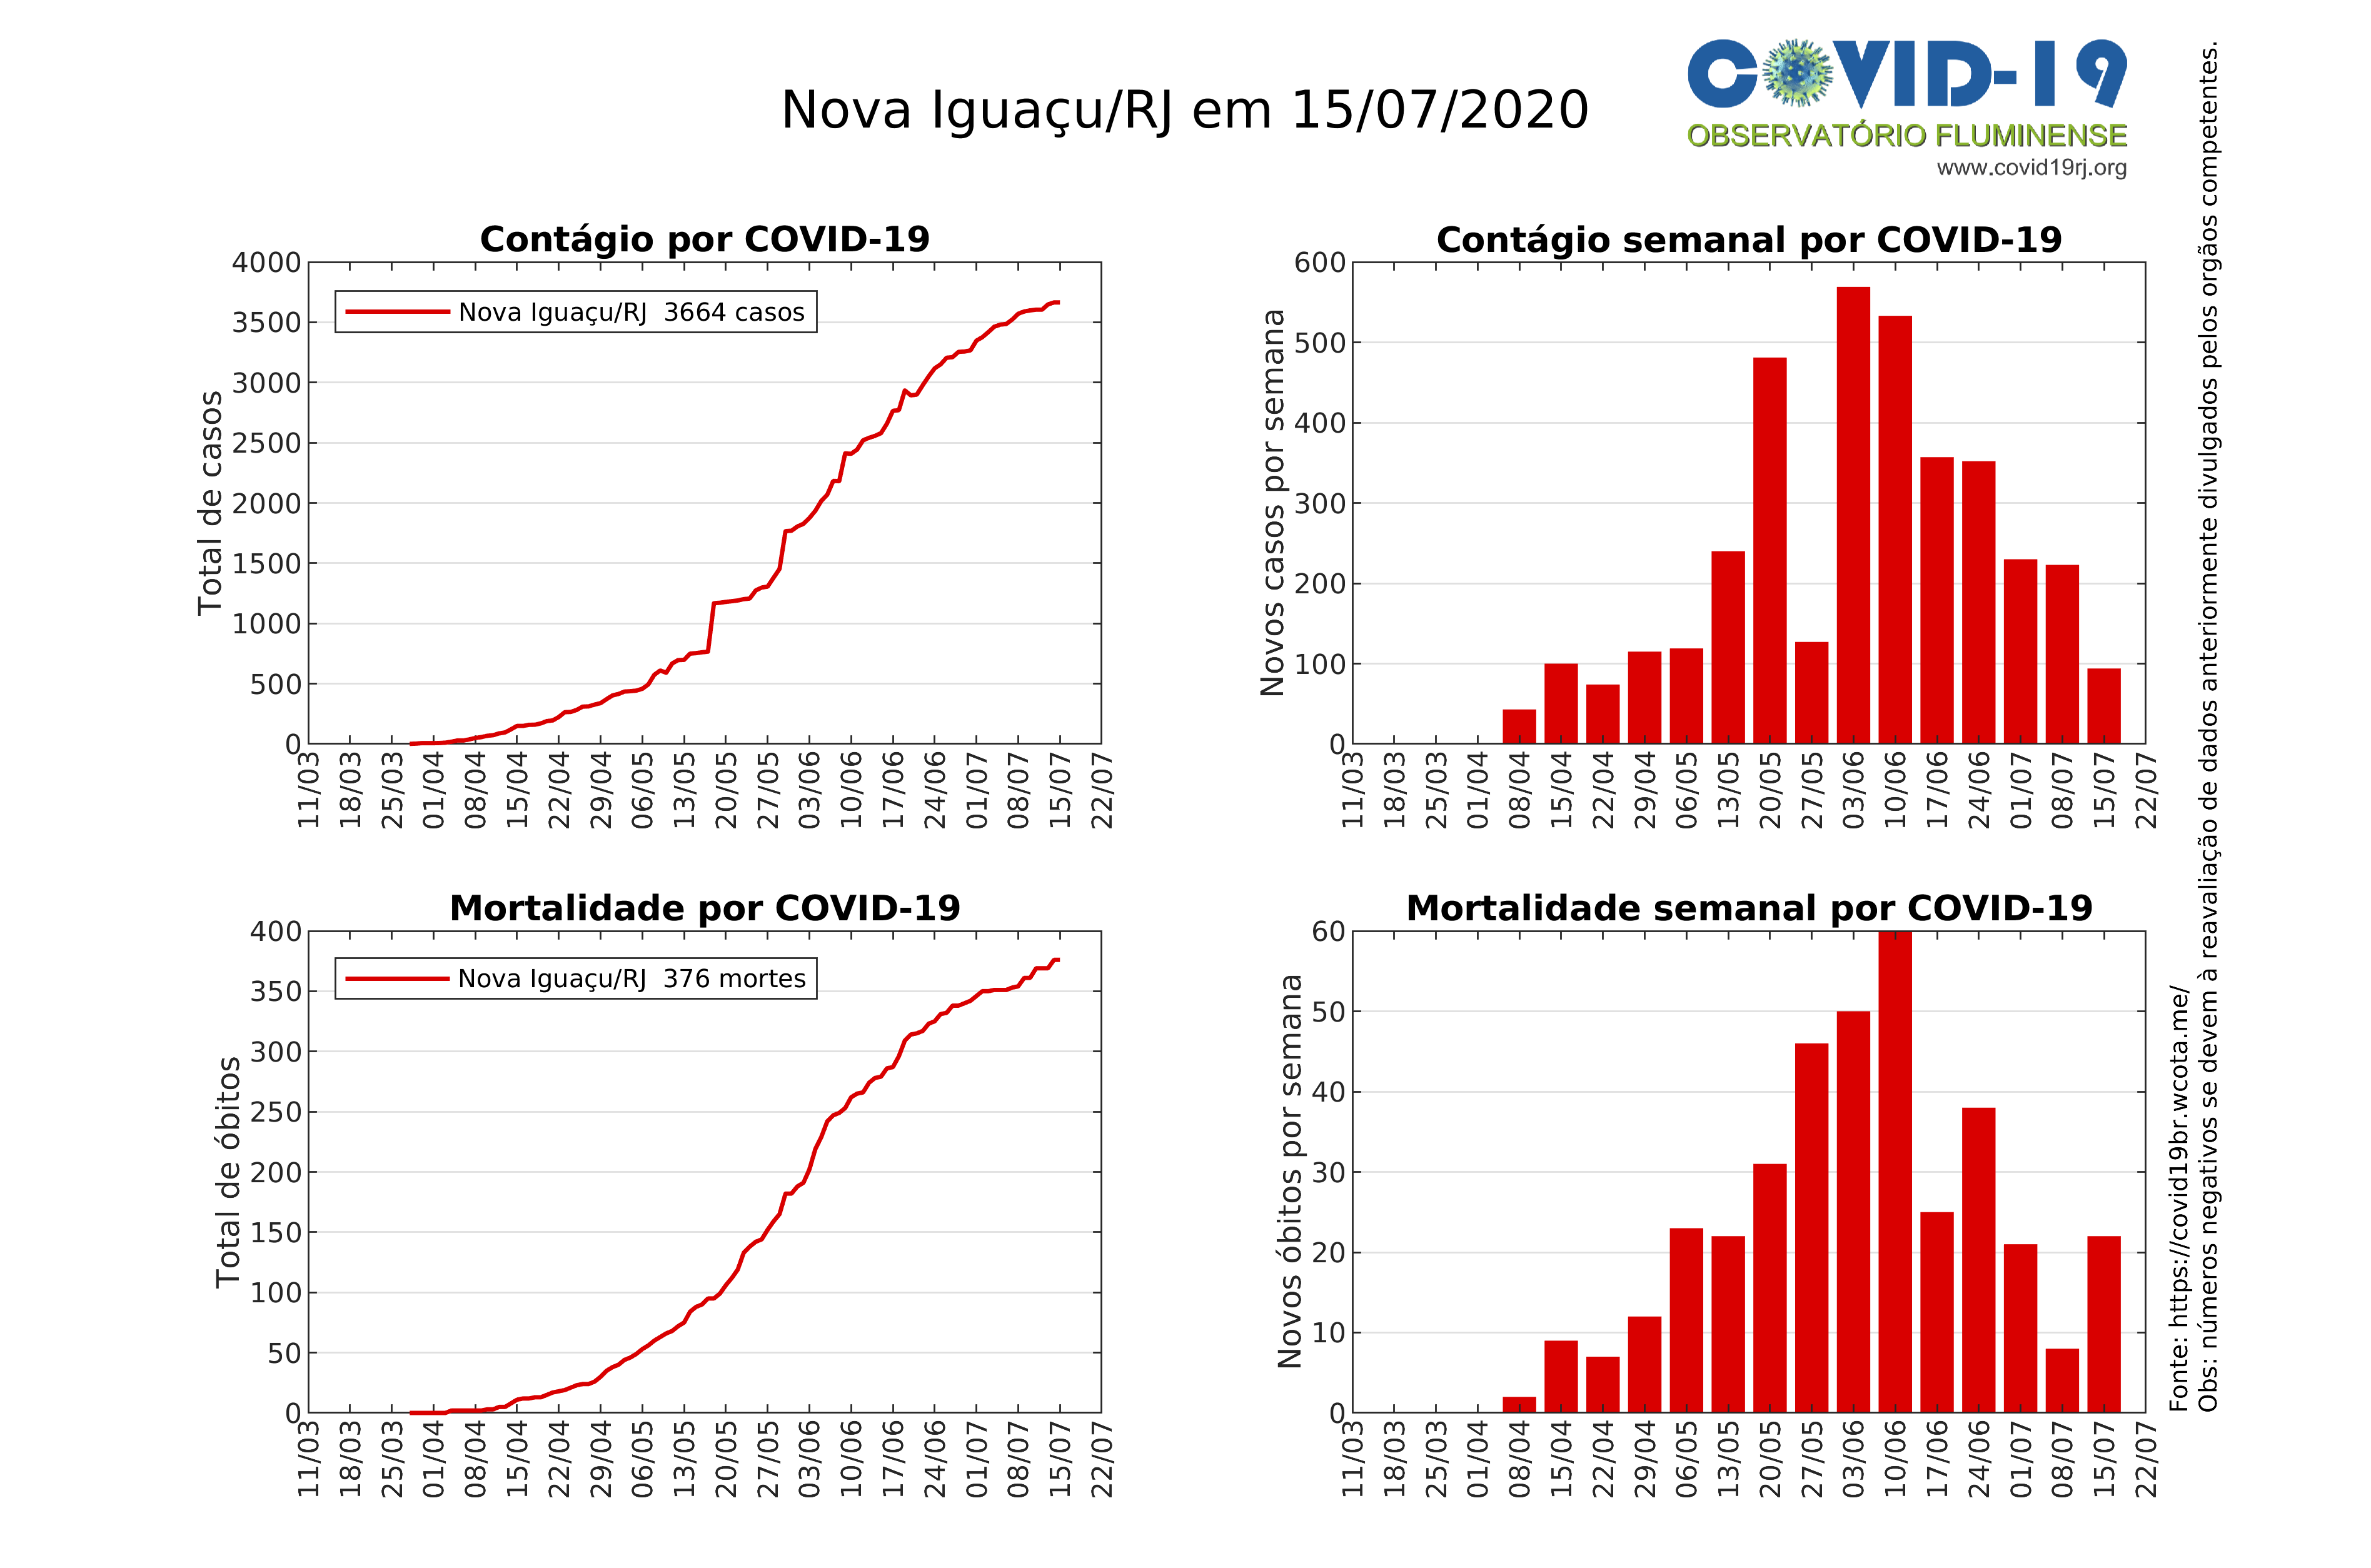 Nova Iguaçu/RJ em 15/07/2020
COVID-19
OBSERVATÓRIO FLUMINENSE
www.covid19rj.org
Contágio por COVID-19
Total de casos
4000
3500
3000
2500
2000
1500
1000
500
0
Nova Iguaçu/RJ 3664 casos
11/03 18/03 25/03 01/04 08/04 15/04 22/04 29/04 06/05 13/05 20/05 27/05 03/06 10/06 17/06 24/06 01/07 08/07 15/07 22/07
Contágio semanal por COVID-19
Novos casos por semana
600
500
400
300
200
100
0
11/03 18/03 25/03 01/04 08/04 15/04 22/04 29/04 06/05 13/05 20/05 27/05 03/06 10/06 17/06 24/06 01/07 08/07 15/07 22/07
Mortalidade por COVID-19
Total de óbitos
400
350
300
250
200
150
100
50
0
Nova Iguaçu/RJ 376 mortes
11/03 18/03 25/03 01/04 08/04 15/04 22/04 29/04 06/05 13/05 20/05 27/05 03/06 10/06 17/06 24/06 01/07 08/07 15/07 22/07
Mortalidade semanal por COVID-19
Novos óbitos por semana
60
50
40
30
20
10
0
11/03 18/03 25/03 01/04 08/04 15/04 22/04 29/04 06/05 13/05 20/05 27/05 03/06 10/06 17/06 24/06 01/07 08/07 15/07 22/07
Fonte: https://covid19br.wcota.me/
Obs: números negativos se devem à reavaliação de dados anteriormente divulgados pelos orgãos competentes.